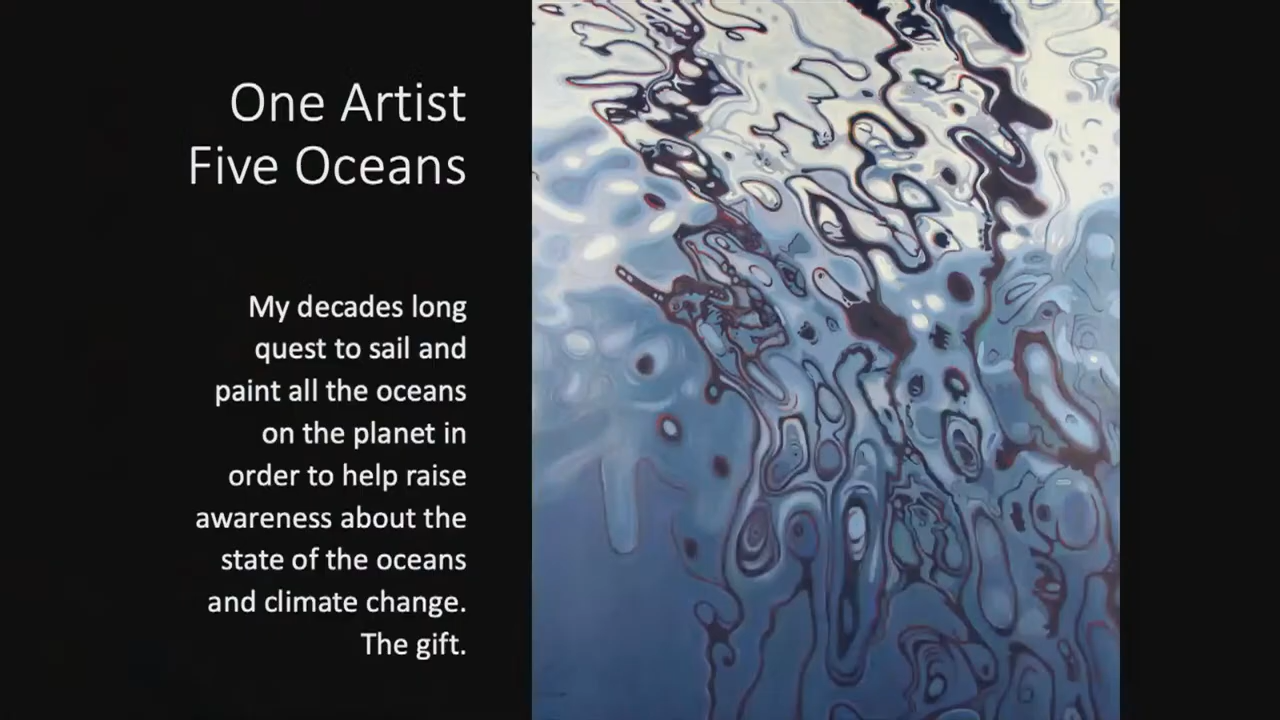 One Artist
Five Oceans
My decades long
quest to sail and
paint all the oceans
on the planet in
order to help raise
awareness about the
state of the oceans
and climate change.
The gift.